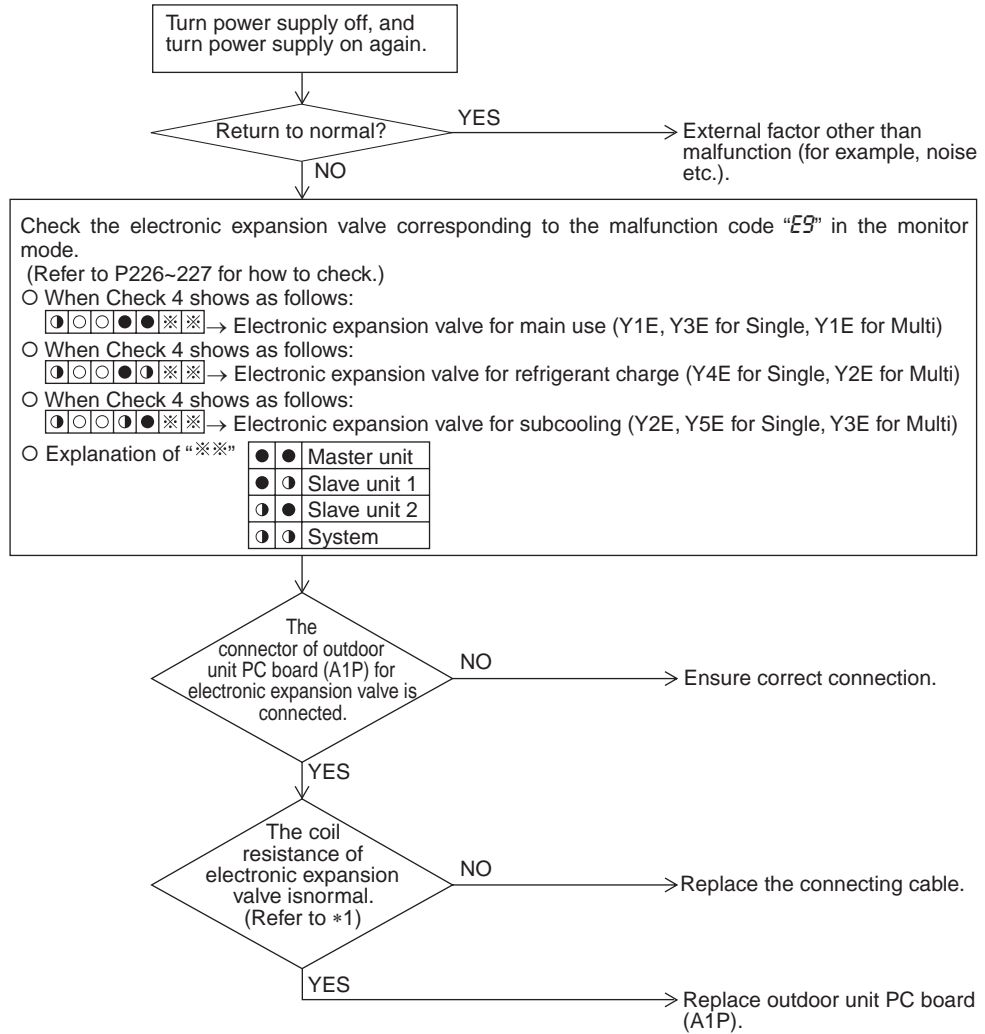 Turn power supply off, and
turn power supply on again.
Return to normal?
YES
External factor other than
malfunction (for example, noise
etc.).
NO
Check the electronic expansion valve corresponding to the malfunction code “E9” in the monitor
mode.
(Refer to P226~227 for how to check.)
○ When Check 4 shows as follows:
◑ ○ ○ ● ● ※ ※ → Electronic expansion valve for main use (Y1E, Y3E for Single, Y1E for Multi)
○ When Check 4 shows as follows:
◑ ○ ○ ● ◑ ※ ※ → Electronic expansion valve for refrigerant charge (Y4E for Single, Y2E for Multi)
○ When Check 4 shows as follows:
◑ ○ ○ ◑ ● ※ ※ → Electronic expansion valve for subcooling (Y2E, Y5E for Single, Y3E for Multi)
○ Explanation of “※※”
● ● Master unit
● ◑ Slave unit 1
◑ ● Slave unit 2
◑ ◑ System
The
connector of outdoor
unit PC board (A1P) for
electronic expansion valve is
connected.
NO
Ensure correct connection.
YES
The coil
resistance of
electronic expansion
valve isnormal.
(Refer to *1)
NO
Replace the connecting cable.
YES
Replace outdoor unit PC board
(A1P).